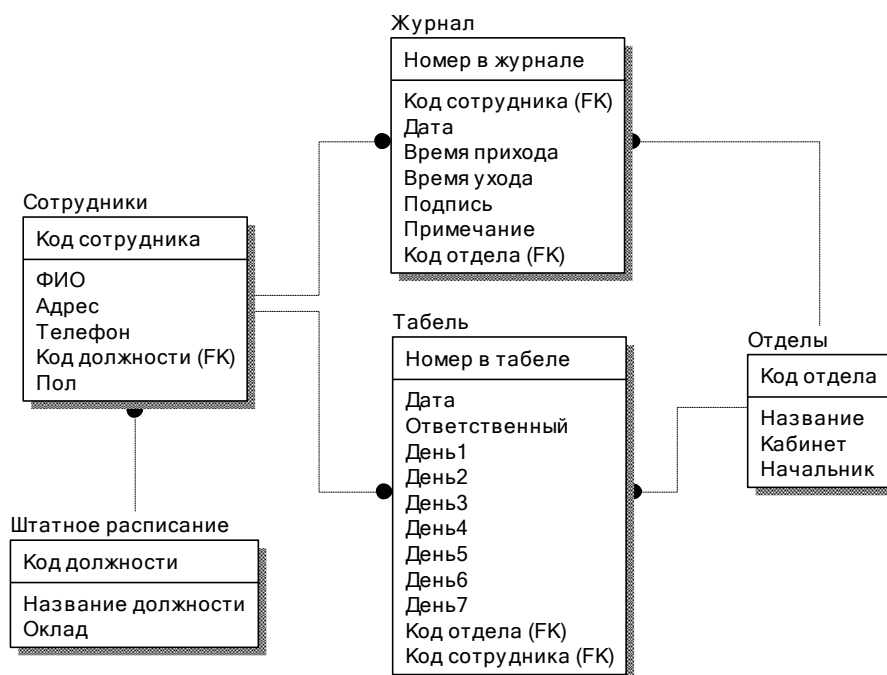 Журнал
Номер в журнале
Код сотрудника (FK)
Дата
Время прихода
Время ухода
Подпись
Примечание
Код отдела (FK)
Сотрудники
Код сотрудника
ФИО
Адрес
Телефон
Код должности (FK)
Пол
Табель
Номер в табеле
Дата
Ответственный
День1
День2
День3
День4
День5
День6
День7
Код отдела (FK)
Код сотрудника (FK)
Отделы
Код отдела
Название
Кабинет
Начальник
Штатное расписание
Код должности
Название должности
Оклад